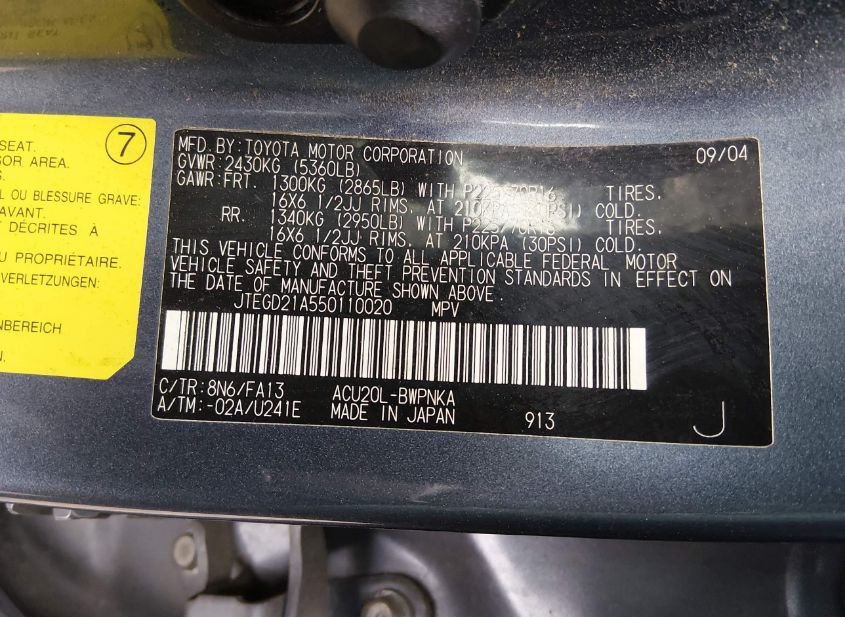 7
SEAT.
SOR AREA.
S.
L OU BLESSURE GRAVE:
AVANT.
DÉCRITES À
U PROPRIÉTAIRE.
VERLETZUNGEN:
NBEREICH
N.
MFD. BY: TOYOTA MOTOR CORPORATION 09/04
GVWR: 2430KG (5360LB)
GAWR: FRT. 1300KG (2865LB) WITH TIRES.
16X6 1/2JJ RIMS. AT COLD.
RR. 1340KG (2950LB) WITH TIRES.
16X6 1/2JJ RIMS. AT 210KPA (30PSI) COLD.
THIS VEHICLE CONFORMS TO ALL APPLICABLE FEDERAL MOTOR
VEHICLE SAFETY AND THEFT PREVENTION STANDARDS IN EFFECT ON
THE DATE OF MANUFACTURE SHOWN ABOVE
JTEGD21A550110020 MPV
C/TR: 8N6/FA13 ACU20L-BWPNKA
A/TM: -02A/U241E MADE IN JAPAN 913 J